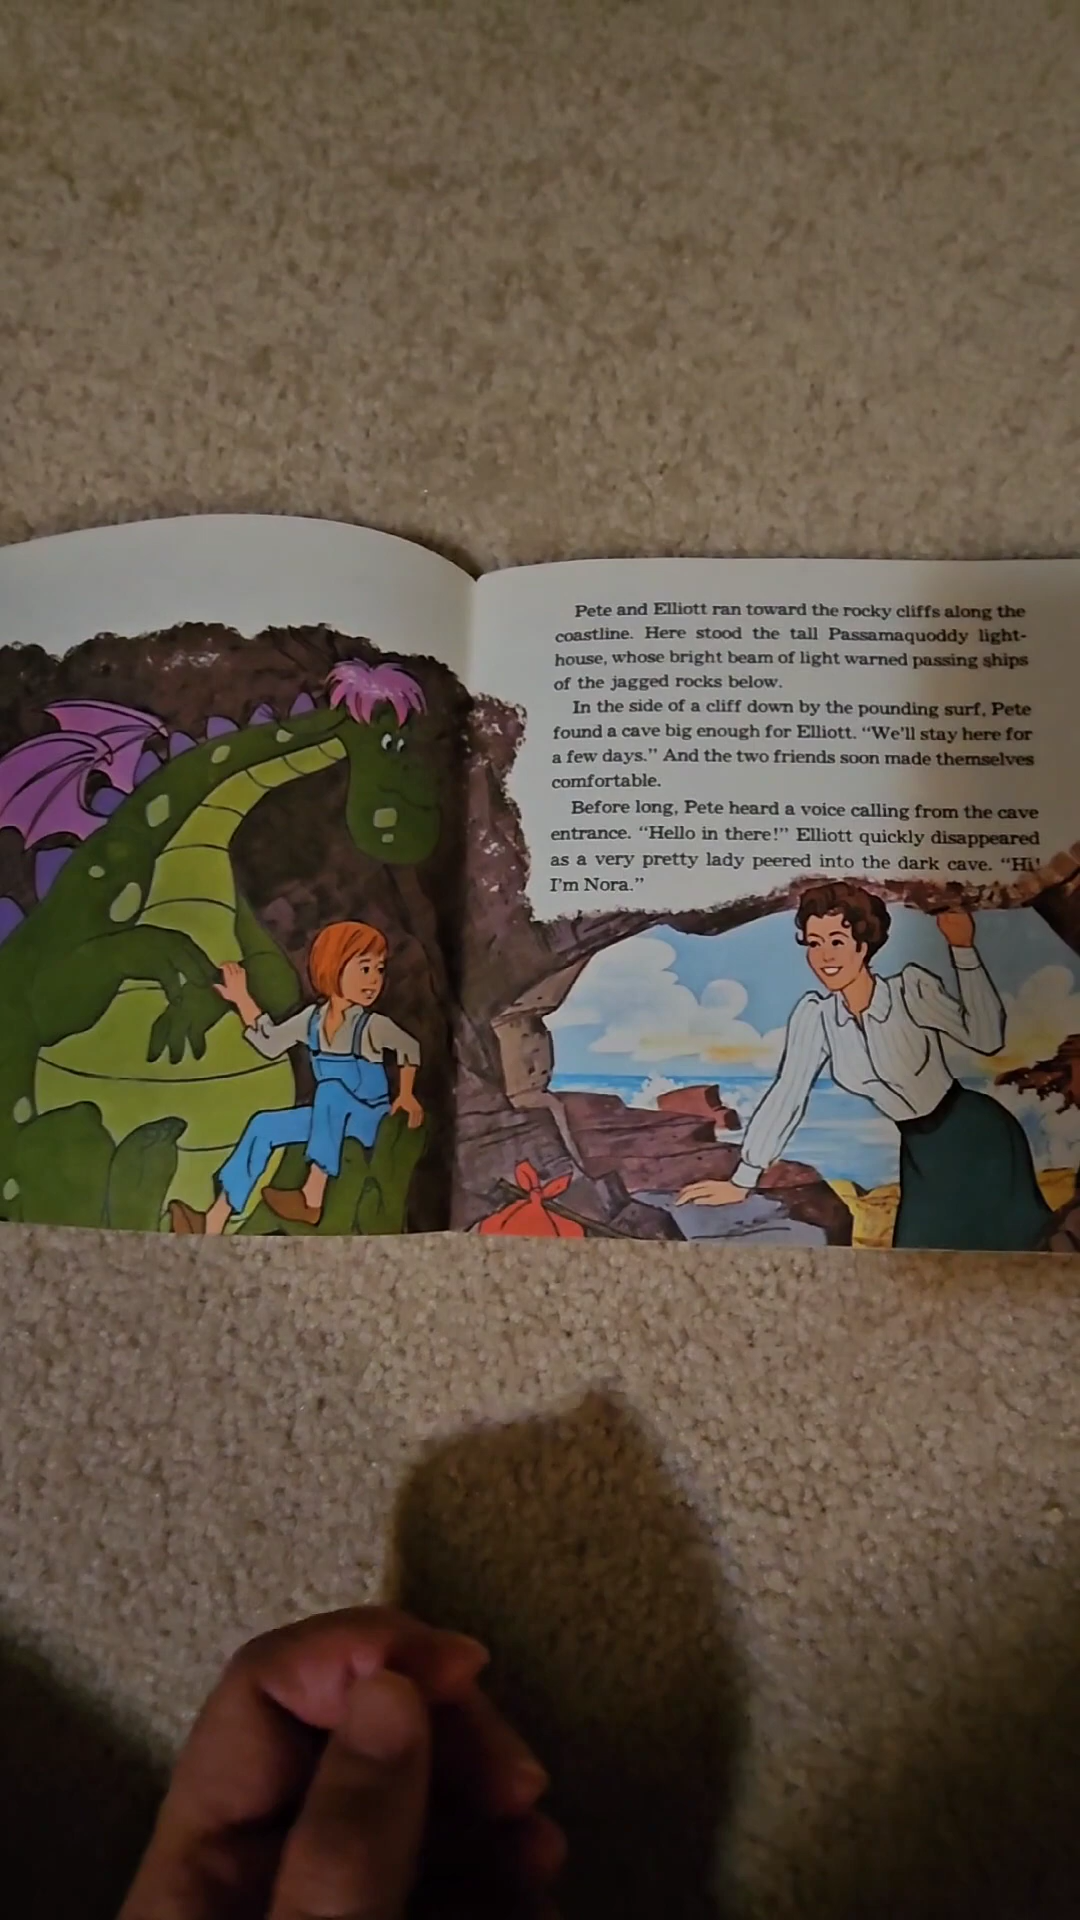 Pete and Elliott ran toward the rocky cliffs along the
coastline. Here stood the tall Passamaquoddy light-
house, whose bright beam of light warned passing ships
of the jagged rocks below.
In the side of a cliff down by the pounding surf, Pete
found a cave big enough for Elliott. “We’ll stay here for
a few days.” And the two friends soon made themselves
comfortable.
Before long, Pete heard a voice calling from the cave
entrance. “Hello in there!” Elliott quickly disappeared
as a very pretty lady peered into the dark cave. “Hi!
I’m Nora.”